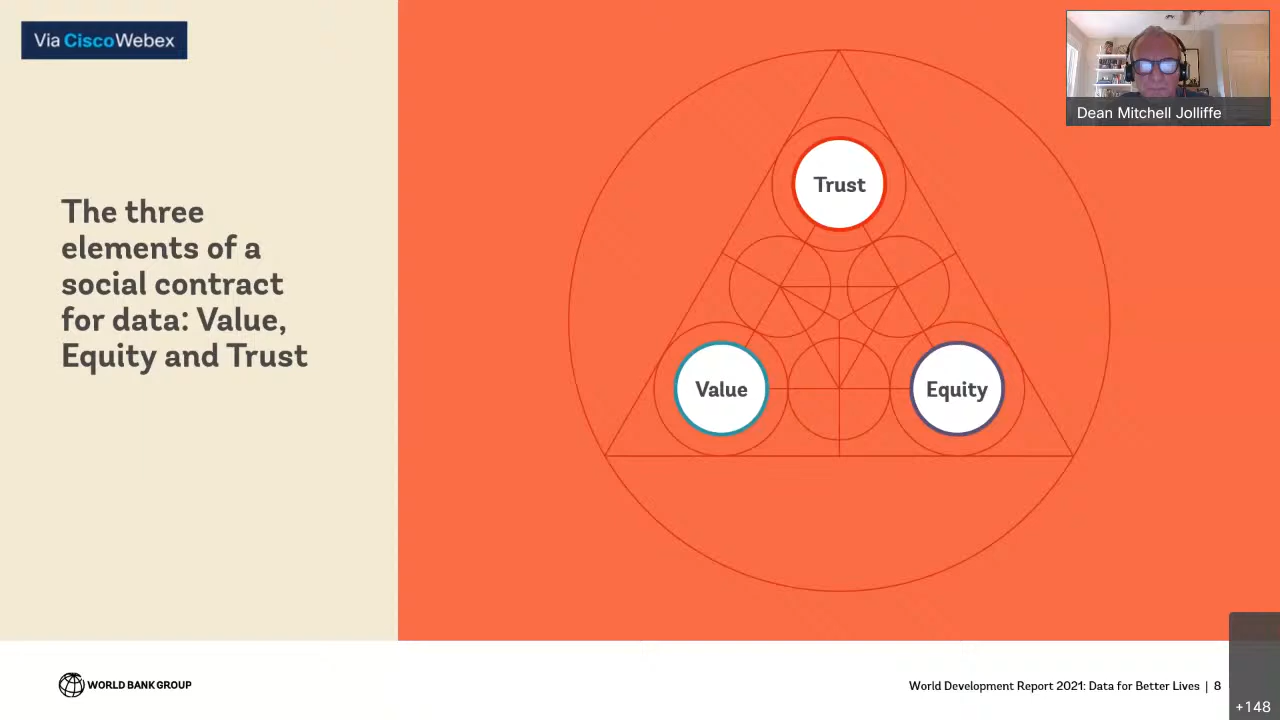 Via CiscoWebex
Dean Mitchell Jolliffe
The three
elements of a
social contract
for data: Value,
Equity and Trust
Trust
Value
Equity
WORLD BANK GROUP
World Development Report 2021: Data for Better Lives | 8
+148